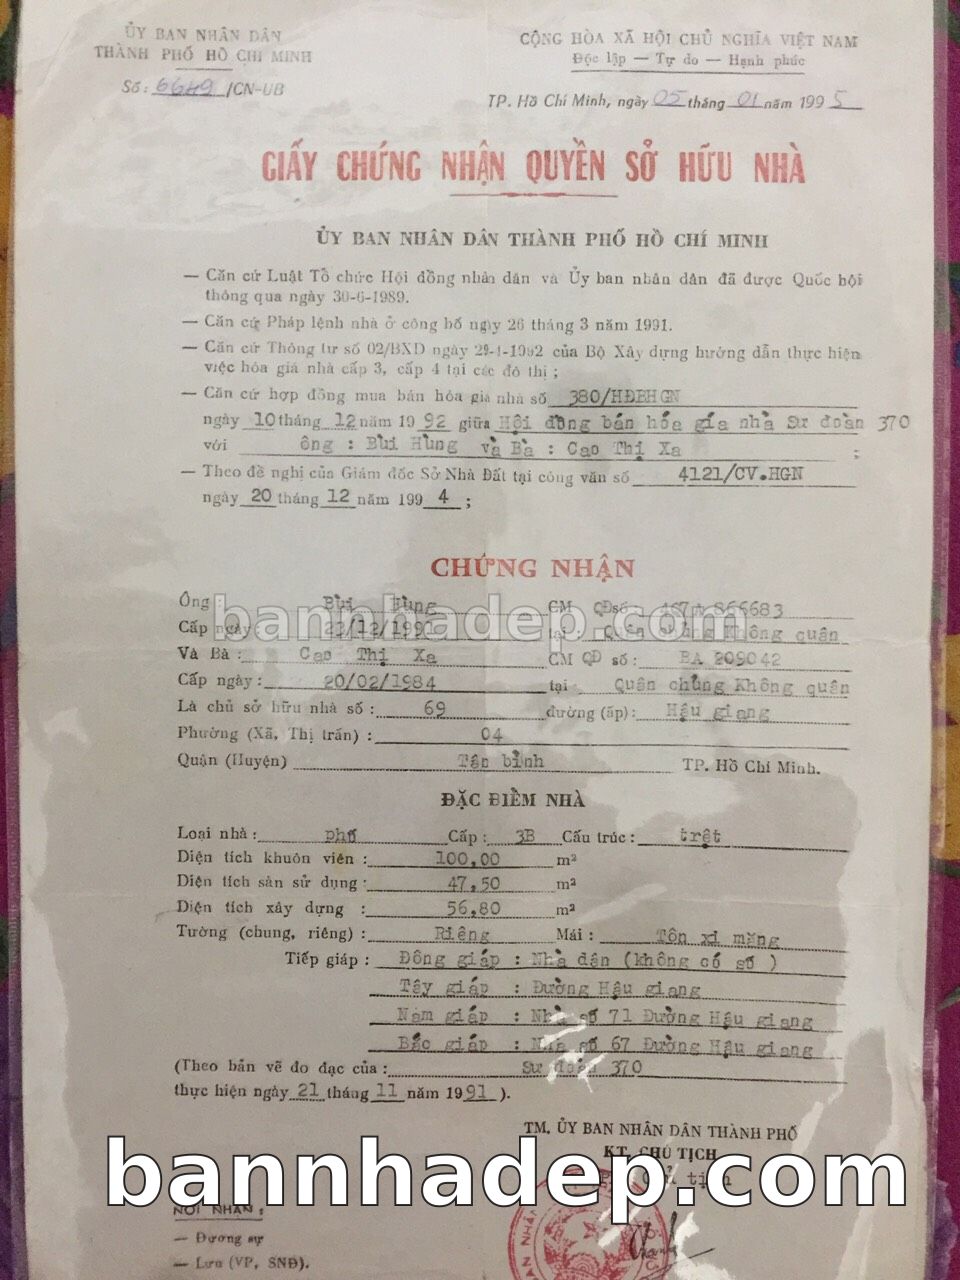 ỦY BAN NHÂN DÂN
THÀNH PHỐ HỒ CHÍ MINH
Số: 6649/CN-UB
CỘNG HÒA XÃ HỘI CHỦ NGHĨA VIỆT NAM
Độc lập — Tự do — Hạnh phúc
TP. Hồ Chí Minh, ngày 05 tháng 01 năm 1995
GIẤY CHỨNG NHẬN QUYỀN SỞ HỮU NHÀ
ỦY BAN NHÂN DÂN THÀNH PHỐ HỒ CHÍ MINH
— Căn cứ Luật Tổ chức Hội đồng nhân dân và Ủy ban nhân dân đã được Quốc hội
thông qua ngày 30-6-1989.
— Căn cứ Pháp lệnh nhà ở công bố ngày 26 tháng 3 năm 1991.
— Căn cứ Thông tư số 02/BXD ngày 29-4-1992 của Bộ Xây dựng hướng dẫn thực hiện
việc hóa giá nhà cấp 3, cấp 4 tại các đô thị ;
— Căn cứ hợp đồng mua bán hóa giá nhà số 380/HĐBHGN
ngày 10 tháng 12 năm 1992 giữa Hội đồng bán hóa giá nhà Sư đoàn 370
với ông : Bùi Hùng và Bà : Cao Thị Xa ;
— Theo đề nghị của Giám đốc Sở Nhà Đất tại công văn số 4121/CV.HGN
ngày 20 tháng 12 năm 1994 ;
CHỨNG NHẬN
Ông : Bùi Hùng CM QĐ số: 866683
bannhadep.com
Cấp ngày: 22/12/1991 tại : Quân chủng Không quân
Và Bà : Cao Thị Xa CM QĐ số : BA 209042
Cấp ngày : 20/02/1984 tại Quân chủng Không quân
Là chủ sở hữu nhà số : 69 đường (ấp) : Hậu giang
Phường (Xã, Thị trấn) : 04
Quận (Huyện) Tân bình TP. Hồ Chí Minh.
ĐẶC ĐIỂM NHÀ
Loại nhà : phố Cấp : 3B Cấu trúc : trệt
Diện tích khuôn viên : 100,00 m²
Diện tích sàn sử dụng : 47,50 m²
Diện tích xây dựng : 56,80 m²
Tường (chung, riêng) : Riêng Mái : Tôn xi măng
Tiếp giáp : Đông giáp : Nhà dân (không có số )
Tây giáp : Đường Hậu giang
Nam giáp : Nhà số 71 Đường Hậu giang
Bắc giáp : Nhà số 67 Đường Hậu giang
(Theo bản vẽ đo đạc của : Sư đoàn 370
thực hiện ngày 21 tháng 11 năm 1991 ).
TM. ỦY BAN NHÂN DÂN THÀNH PHỐ
KT. CHỦ TỊCH
bannhadep.com
NƠI NHẬN :
— Đương sự
— Lưu (VP, SNĐ).